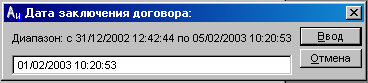 Аи Дата заключения договора:
Диапазон: с 31/12/2002 12:42:44 по 05/02/2003 10:20:53
Ввод
01/02/2003 10:20:53
Отмена